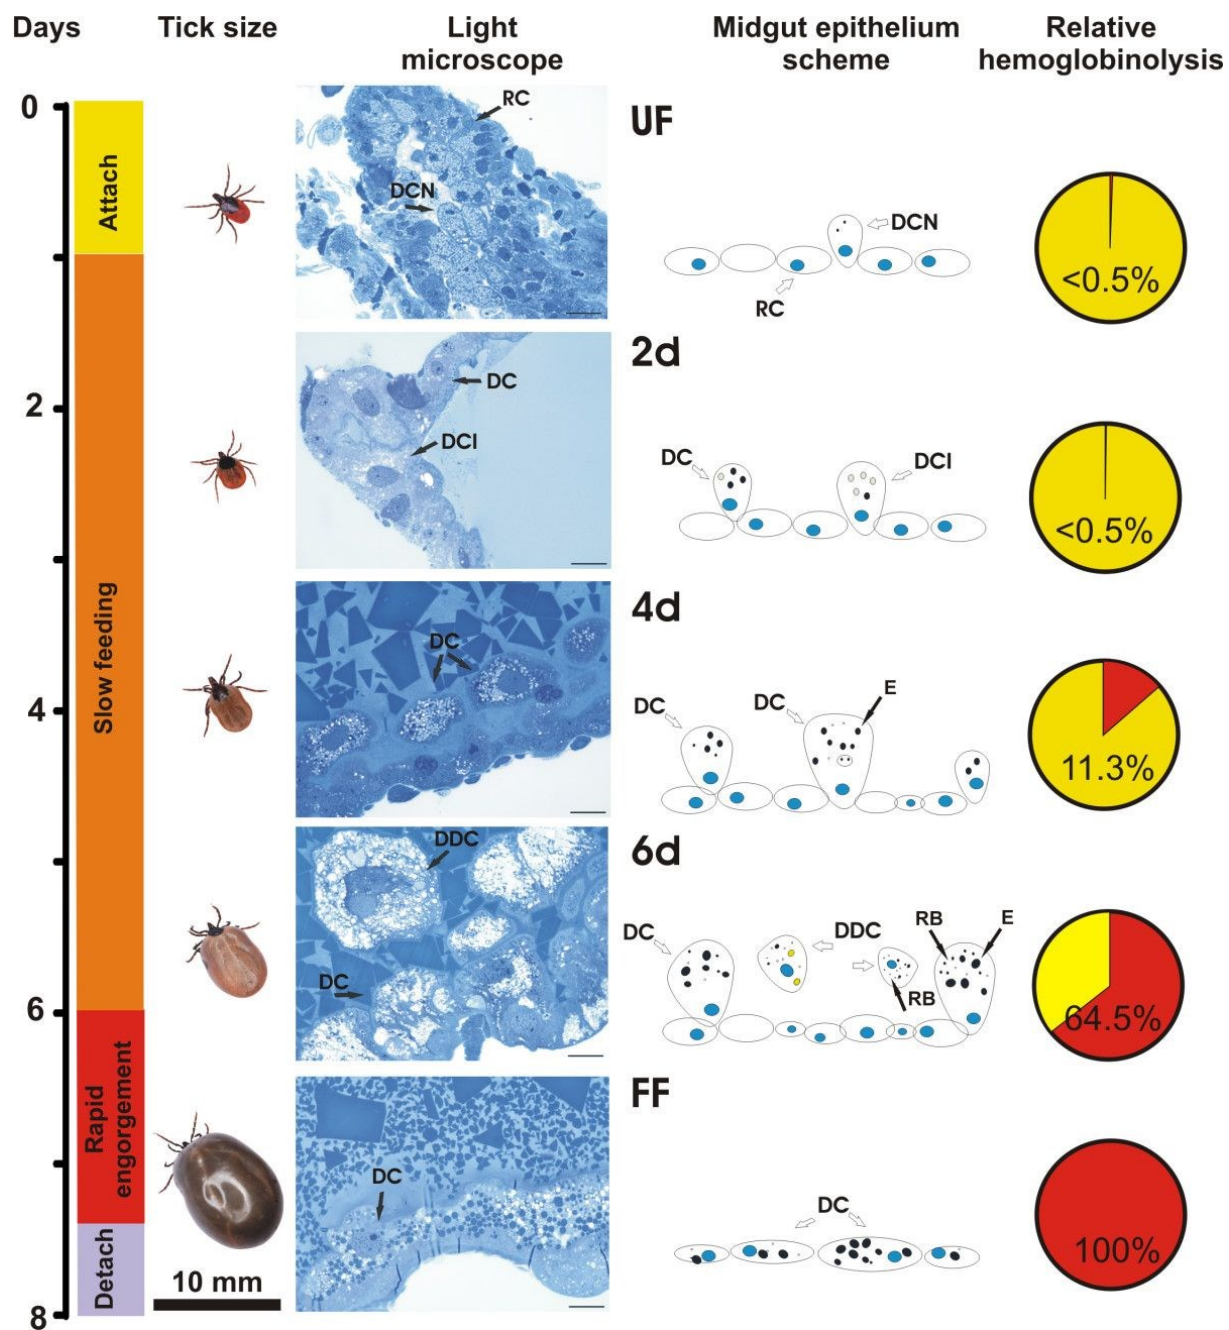 Days
Tick size
Light
microscope
Midgut epithelium
scheme
Relative
hemoglobinolysis
0
2
4
6
8
Attach
Slow feeding
Rapid
engorgement
Detach
10 mm
RC
DCN
UF
DCN
RC
<0.5%
DC
DCI
2d
DC
DCI
<0.5%
DC
4d
DC
DC
E
11.3%
DDC
DC
6d
DC
DDC
RB
E
RB
64.5%
DC
FF
DC
100%